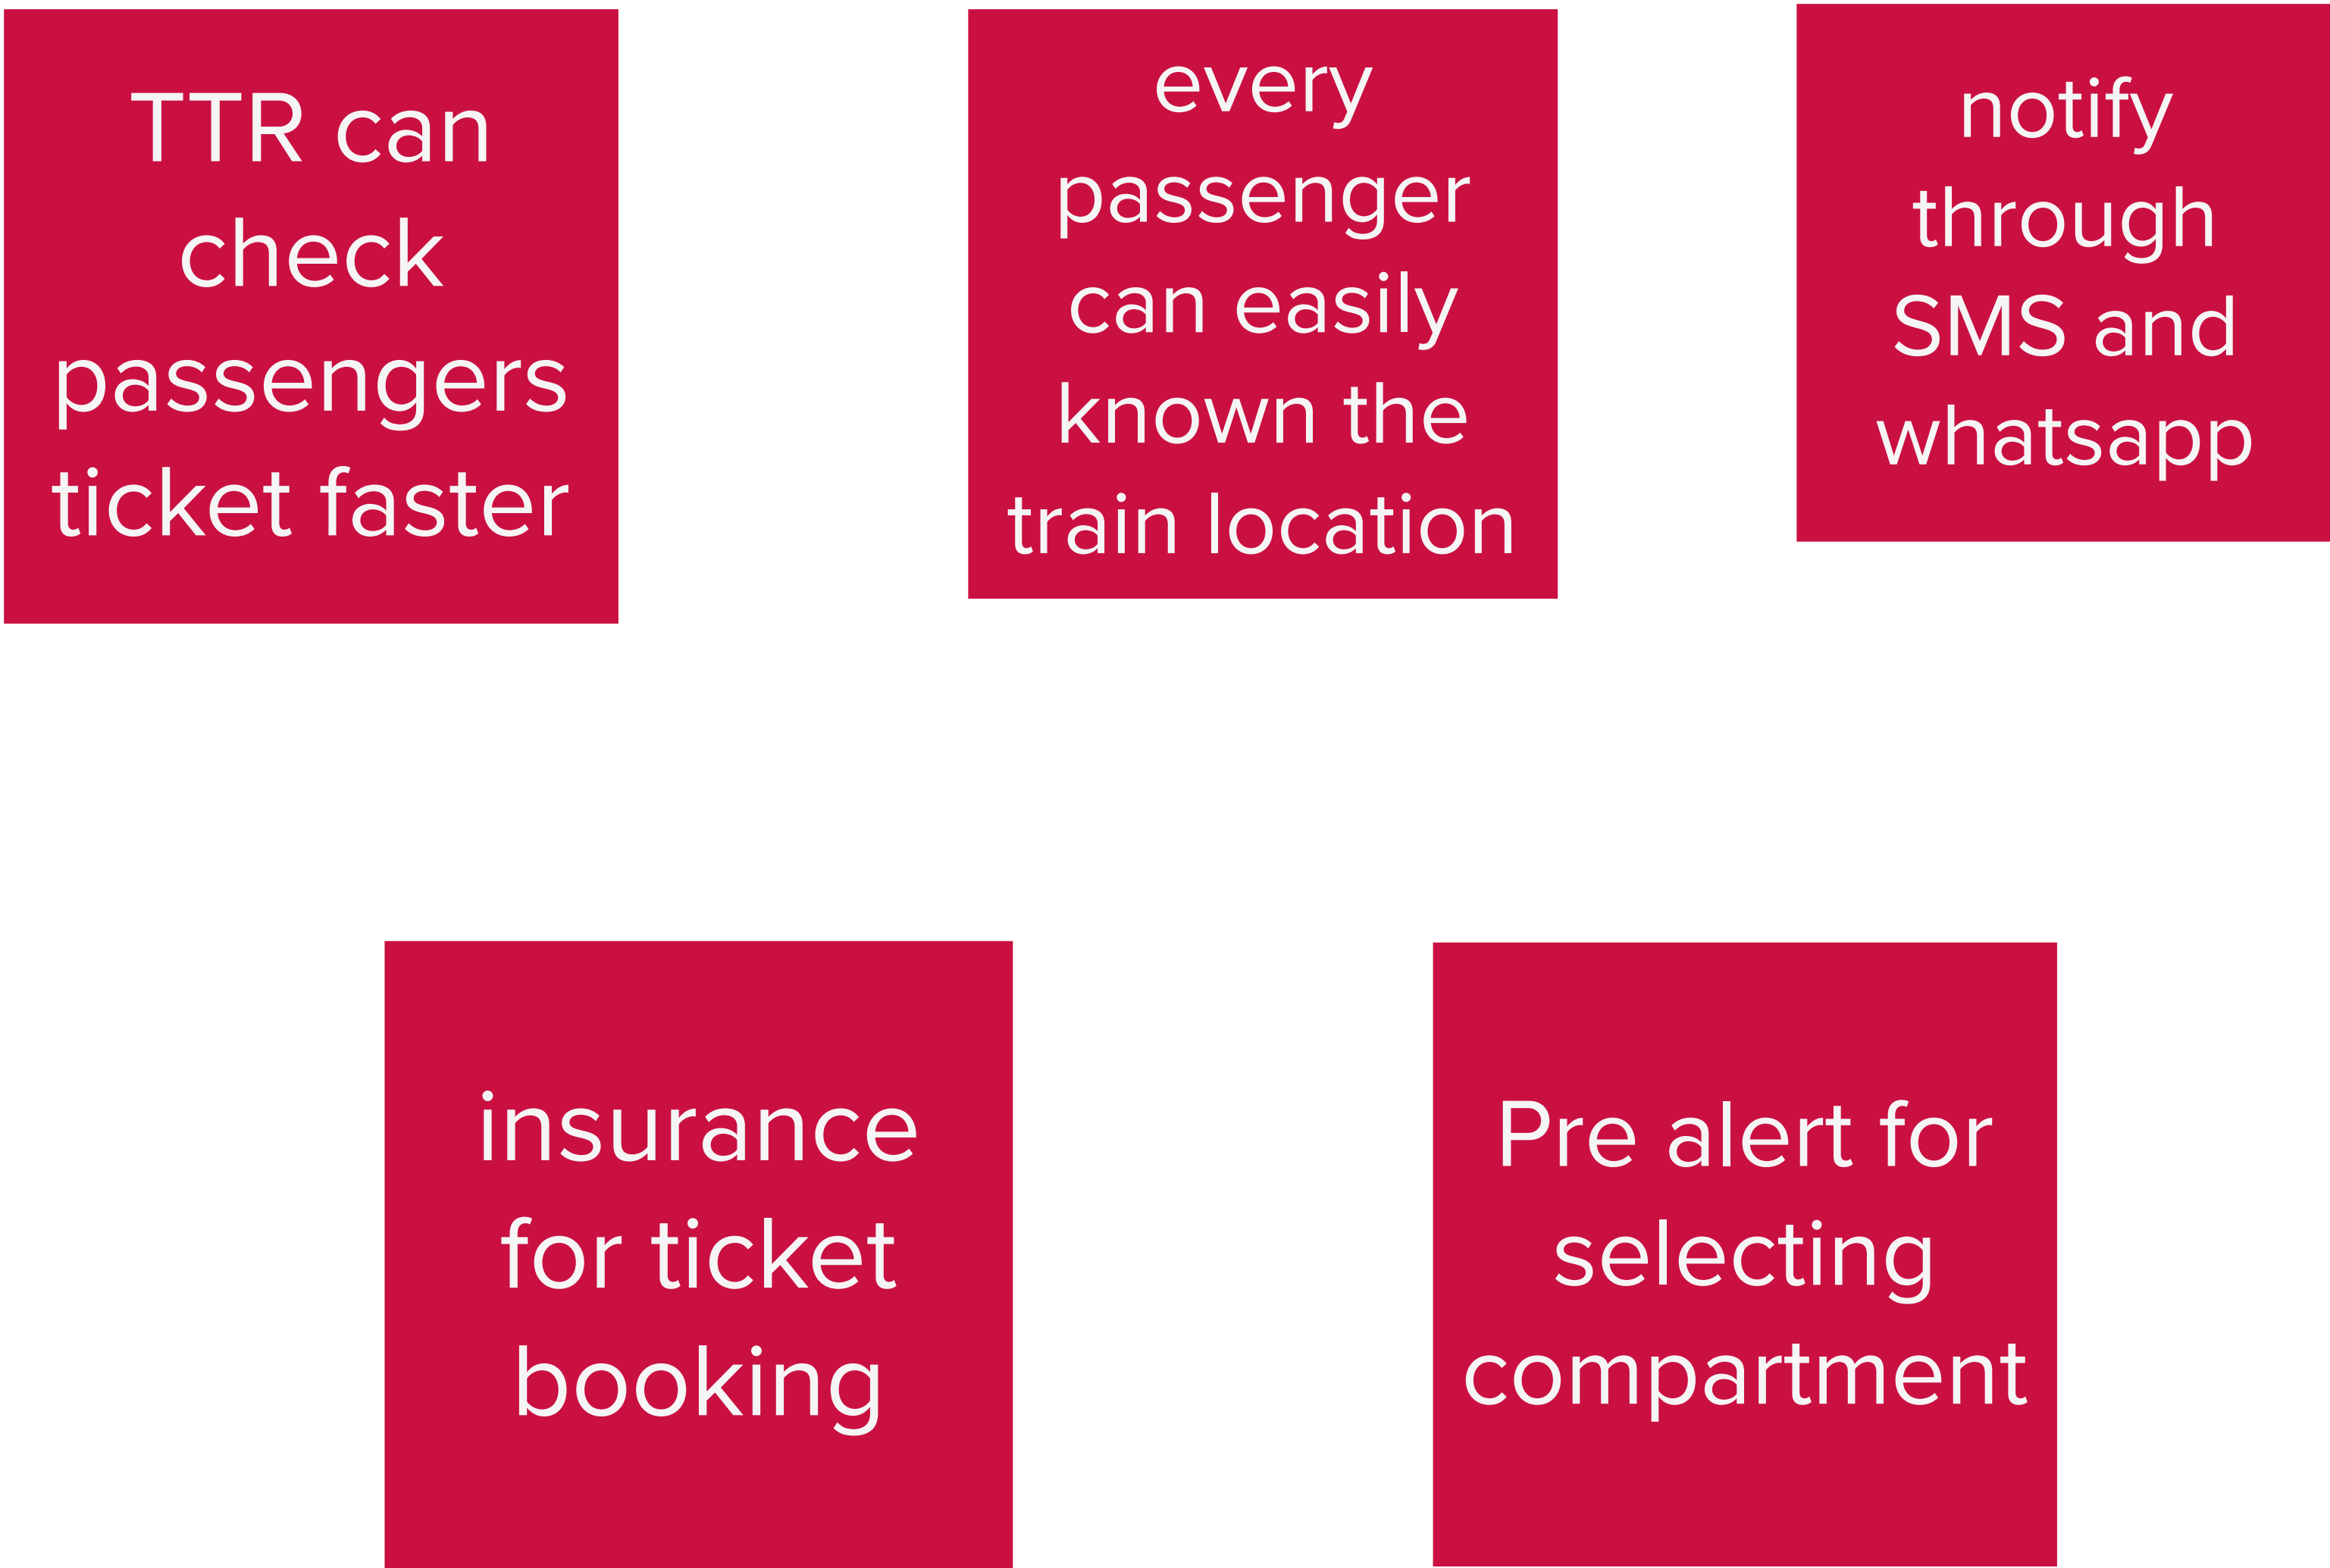 TTR can
check
passengers
ticket faster
every
passenger
can easily
known the
train location
notify
through
SMS and
whatsapp
insurance
for ticket
booking
Pre alert for
selecting
compartment